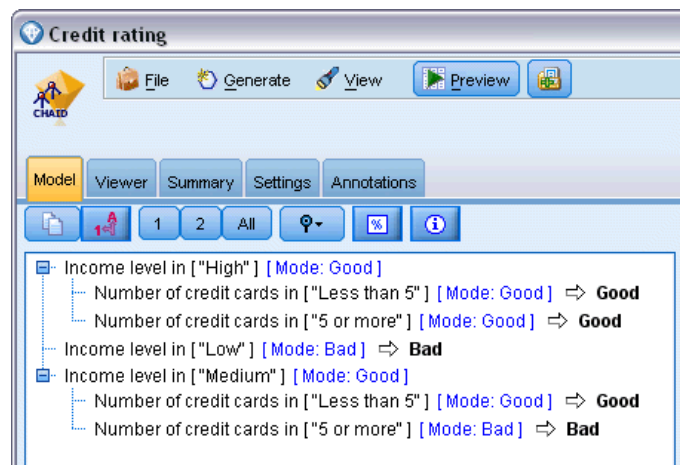 Credit rating
CHAID
File Generate View Preview
Model Viewer Summary Settings Annotations
1 A 1 2 All % i
Income level in ["High"] [Mode: Good]
Number of credit cards in ["Less than 5"] [Mode: Good] ⇨ Good
Number of credit cards in ["5 or more"] [Mode: Good] ⇨ Good
Income level in ["Low"] [Mode: Bad] ⇨ Bad
Income level in ["Medium"] [Mode: Good]
Number of credit cards in ["Less than 5"] [Mode: Good] ⇨ Good
Number of credit cards in ["5 or more"] [Mode: Bad] ⇨ Bad